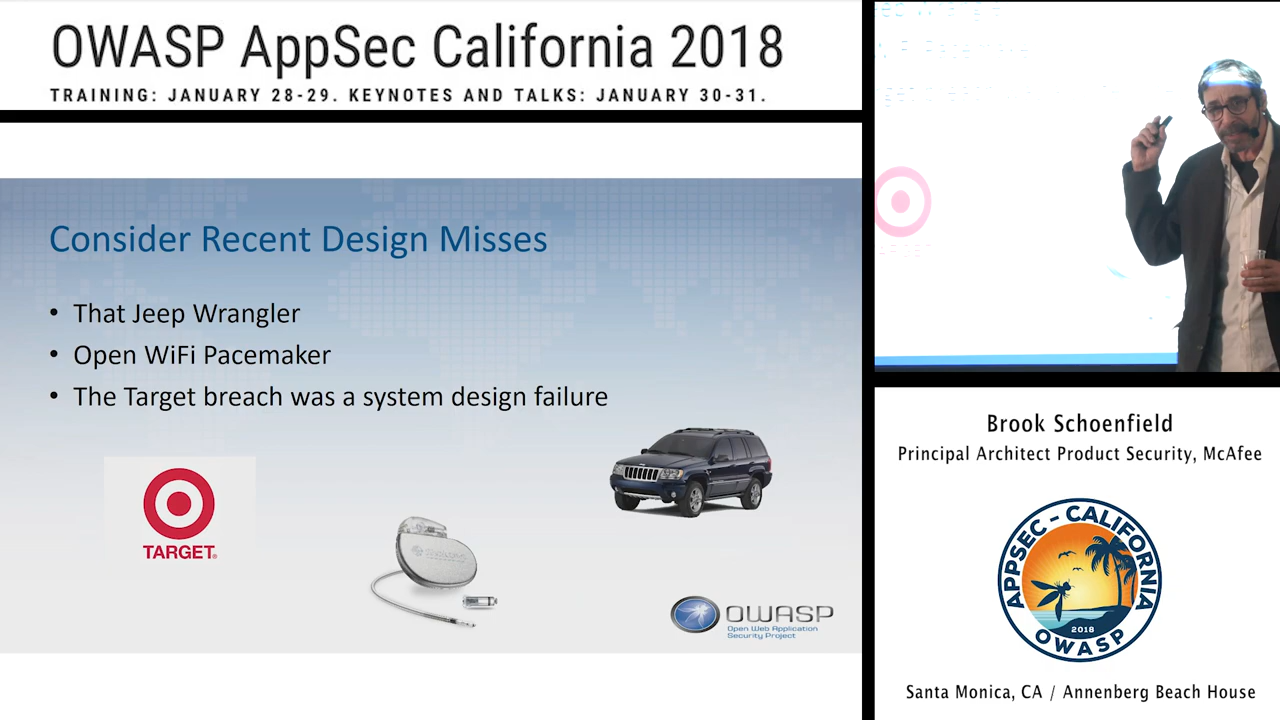 OWASP AppSec California 2018
TRAINING: JANUARY 28-29. KEYNOTES AND TALKS: JANUARY 30-31.
Consider Recent Design Misses
• That Jeep Wrangler
• Open WiFi Pacemaker
• The Target breach was a system design failure
TARGET
OWASP
Open Web Application
Security Project
Brook Schoenfield
Principal Architect Product Security, McAfee
APPSEC - CALIFORNIA
2018
OWASP
Santa Monica, CA / Annenberg Beach House